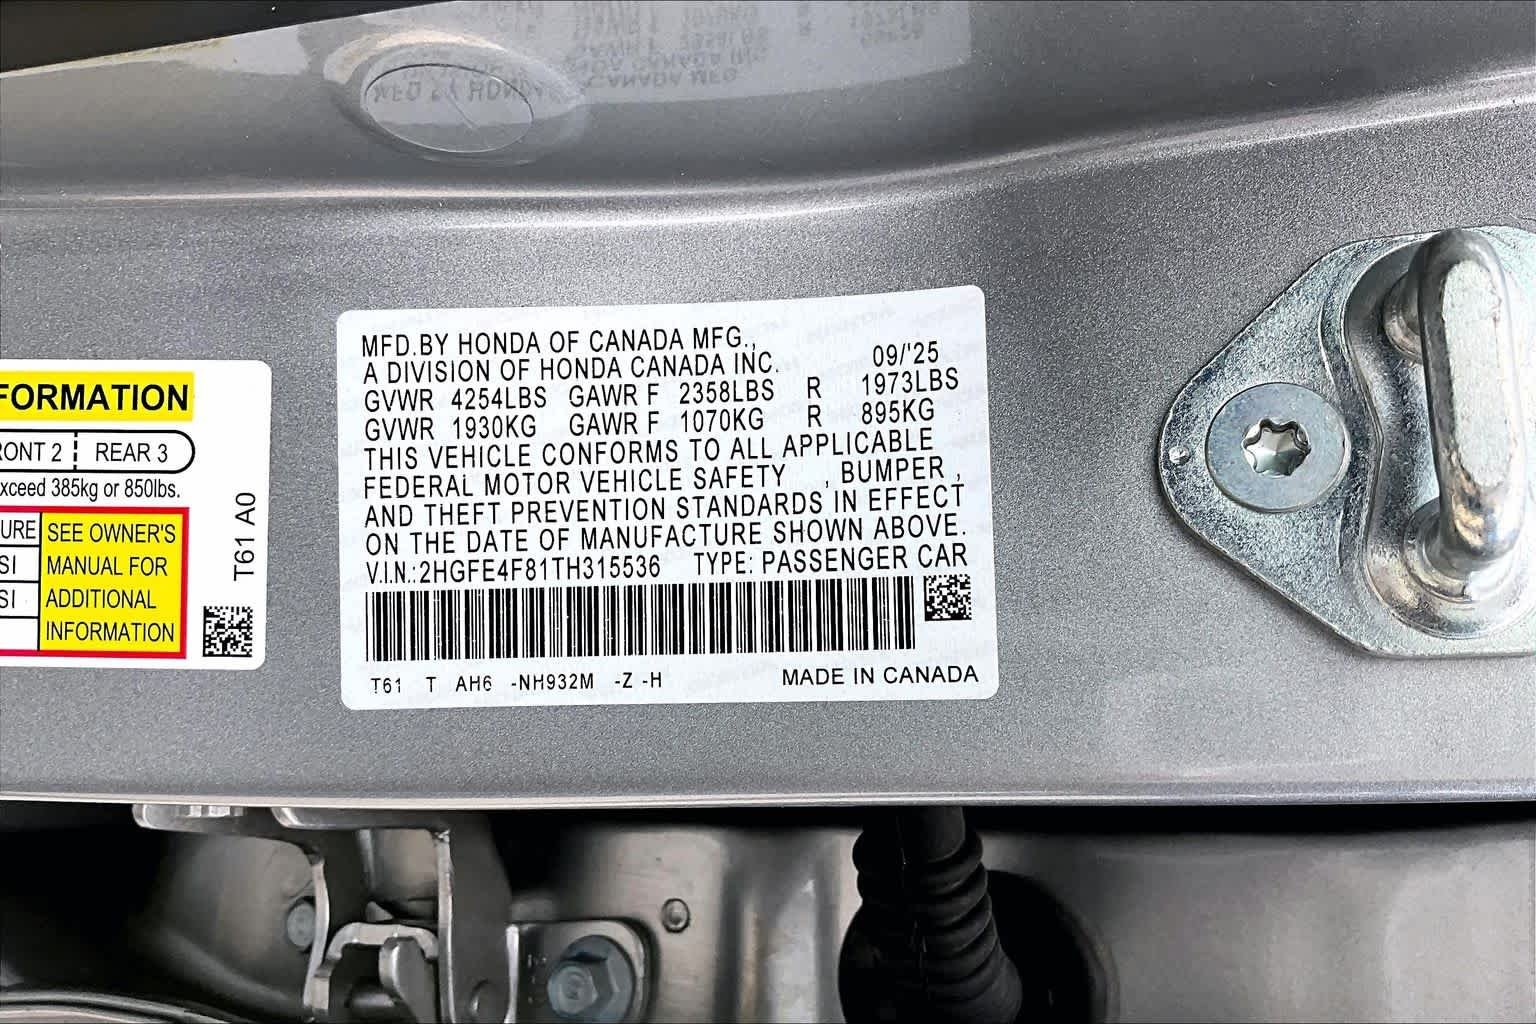 FORMATION
RONT 2 REAR 3
xceed 385kg or 850lbs.
URE SEE OWNER'S
SI MANUAL FOR
SI ADDITIONAL
INFORMATION
T61 A0
MFD.BY HONDA OF CANADA MFG.,
A DIVISION OF HONDA CANADA INC. 09/'25
GVWR 4254LBS GAWR F 2358LBS R 1973LBS
GVWR 1930KG GAWR F 1070KG R 895KG
THIS VEHICLE CONFORMS TO ALL APPLICABLE
FEDERAL MOTOR VEHICLE SAFETY , BUMPER ,
AND THEFT PREVENTION STANDARDS IN EFFECT
ON THE DATE OF MANUFACTURE SHOWN ABOVE.
V.I.N.:2HGFE4F81TH315536 TYPE: PASSENGER CAR
T61 T AH6 -NH932M -Z -H MADE IN CANADA